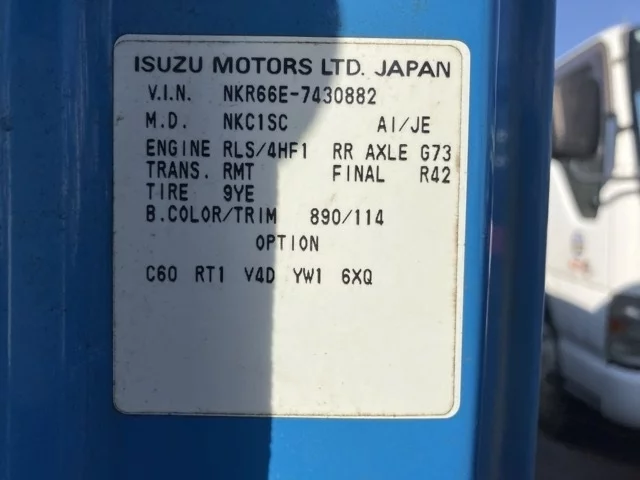 ISUZU MOTORS LTD. JAPAN
V.I.N. NKR66E-7430882
M.D. NKC1SC A1/JE
ENGINE RLS/4HF1 RR AXLE G73
TRANS. RMT FINAL R42
TIRE 9YE
B.COLOR/TRIM 890/114
OPTION
C60 RT1 V4D YW1 6XQ